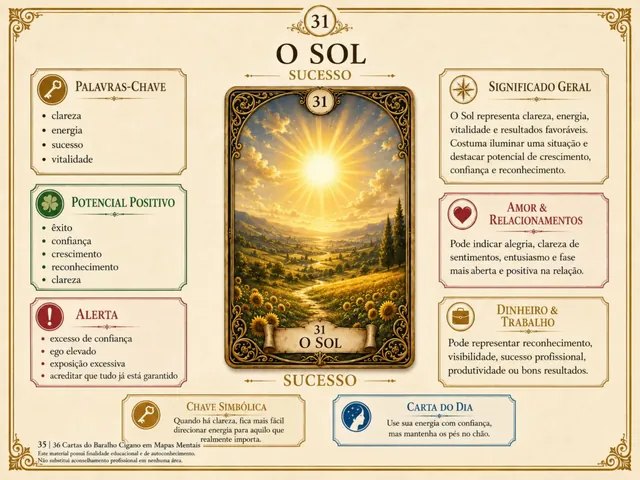 31
O SOL
SUCESSO
PALAVRAS-CHAVE
• clareza
• energia
• sucesso
• vitalidade
POTENCIAL POSITIVO
• êxito
• confiança
• crescimento
• reconhecimento
• clareza
ALERTA
• excesso de confiança
• ego elevado
• exposição excessiva
• acreditar que tudo já está garantido
31
31
O SOL
SUCESSO
SIGNIFICADO GERAL
O Sol representa clareza, energia,
vitalidade e resultados favoráveis.
Costuma iluminar uma situação e
destacar potencial de crescimento,
confiança e reconhecimento.
AMOR &
RELACIONAMENTOS
Pode indicar alegria, clareza de
sentimentos, entusiasmo e fase
mais aberta e positiva na relação.
DINHEIRO &
TRABALHO
Pode representar reconhecimento,
visibilidade, sucesso profissional,
produtividade ou bons resultados.
CHAVE SIMBÓLICA
Quando há clareza, fica mais fácil
direcionar energia para aquilo que
realmente importa.
CARTA DO DIA
Use sua energia com confiança,
mas mantenha os pés no chão.
35 | 36 Cartas do Baralho Cigano em Mapas Mentais
Este material possui finalidade educacional e de autoconhecimento.
Não substitui aconselhamento profissional em nenhuma área.